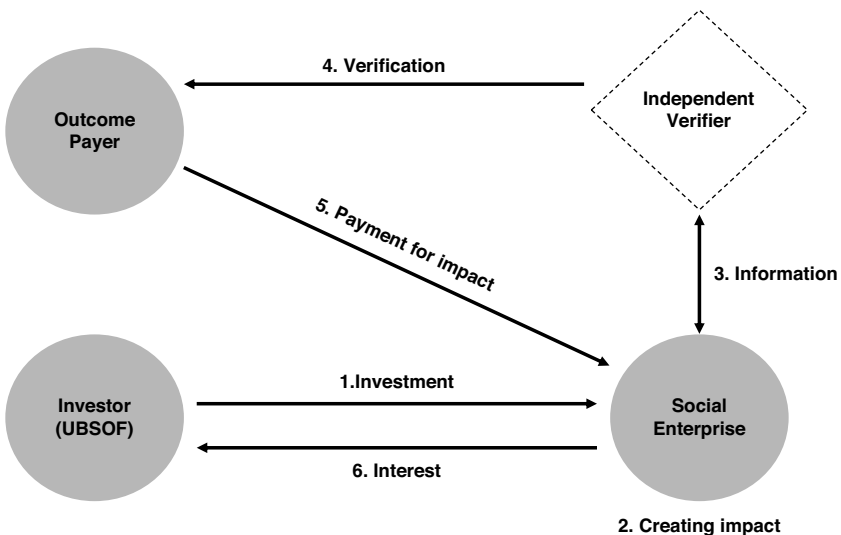 4. Verification
Outcome
Payer
Independent
Verifier
5. Payment for impact
3. Information
1.Investment
Investor
(UBSOF)
Social
Enterprise
6. Interest
2. Creating impact